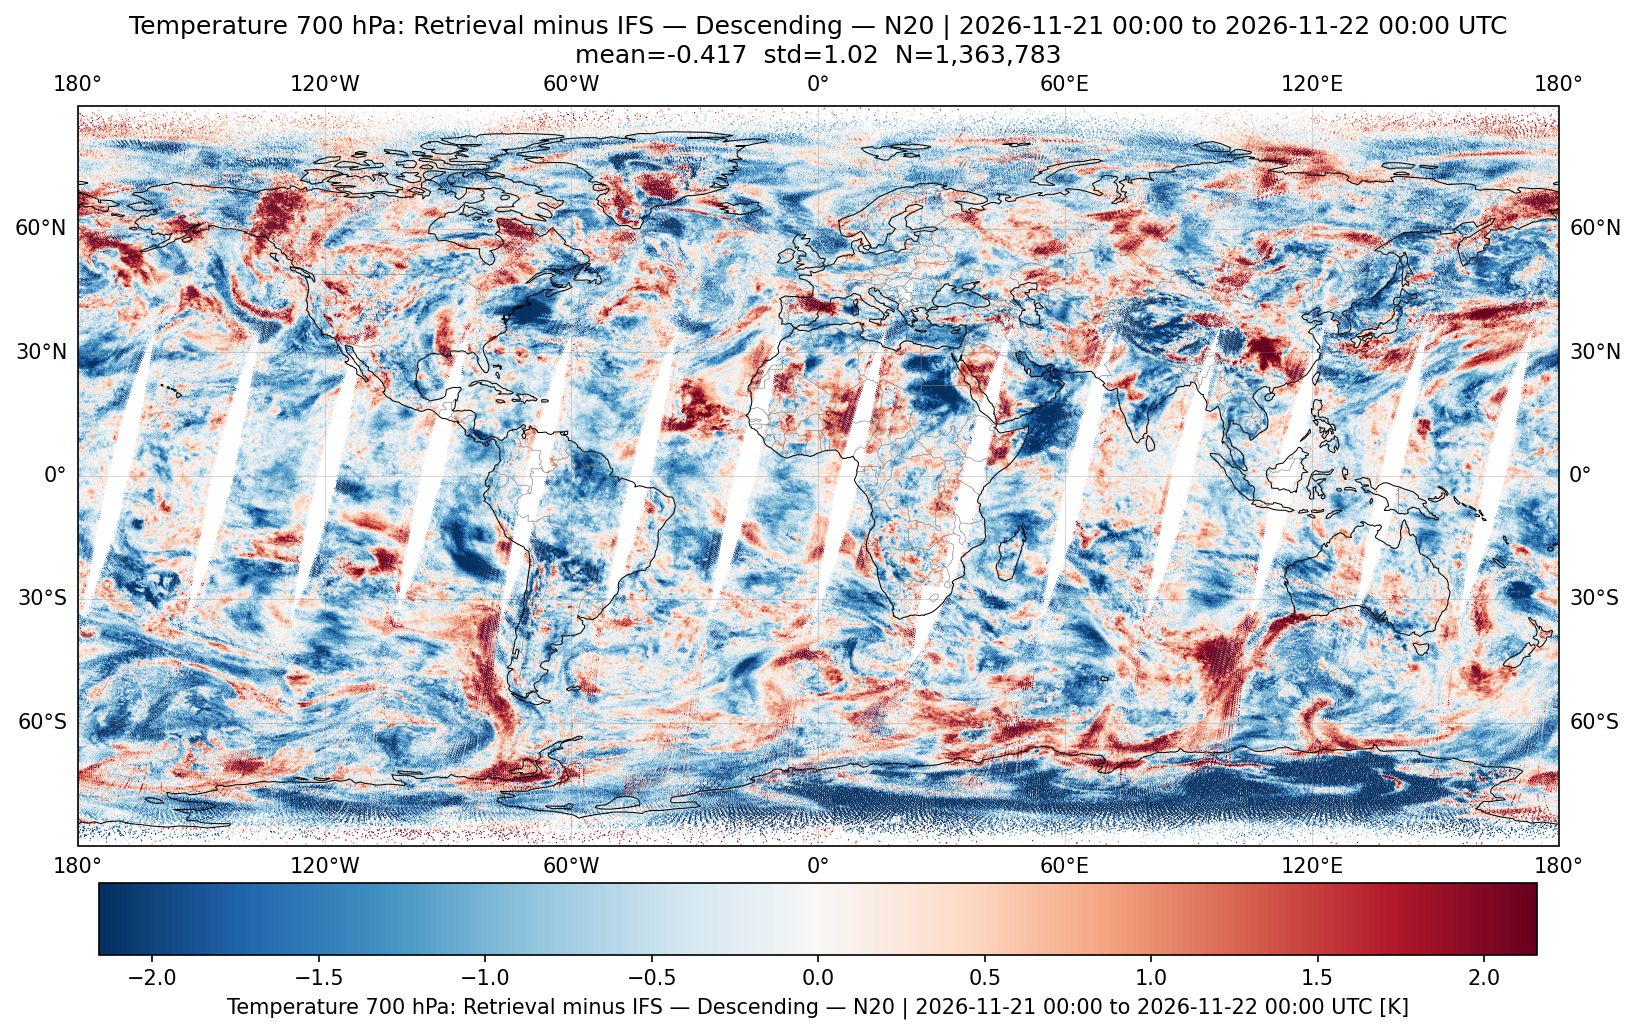 Temperature 700 hPa: Retrieval minus IFS — Descending — N20 | 2026-11-21 00:00 to 2026-11-22 00:00 UTC
mean=-0.417  std=1.02  N=1,363,783
180° 120°W 60°W 0° 60°E 120°E 180°
60°N 60°N
30°N 30°N
0° 0°
30°S 30°S
60°S 60°S
180° 120°W 60°W 0° 60°E 120°E 180°
−2.0 −1.5 −1.0 −0.5 0.0 0.5 1.0 1.5 2.0
Temperature 700 hPa: Retrieval minus IFS — Descending — N20 | 2026-11-21 00:00 to 2026-11-22 00:00 UTC [K]